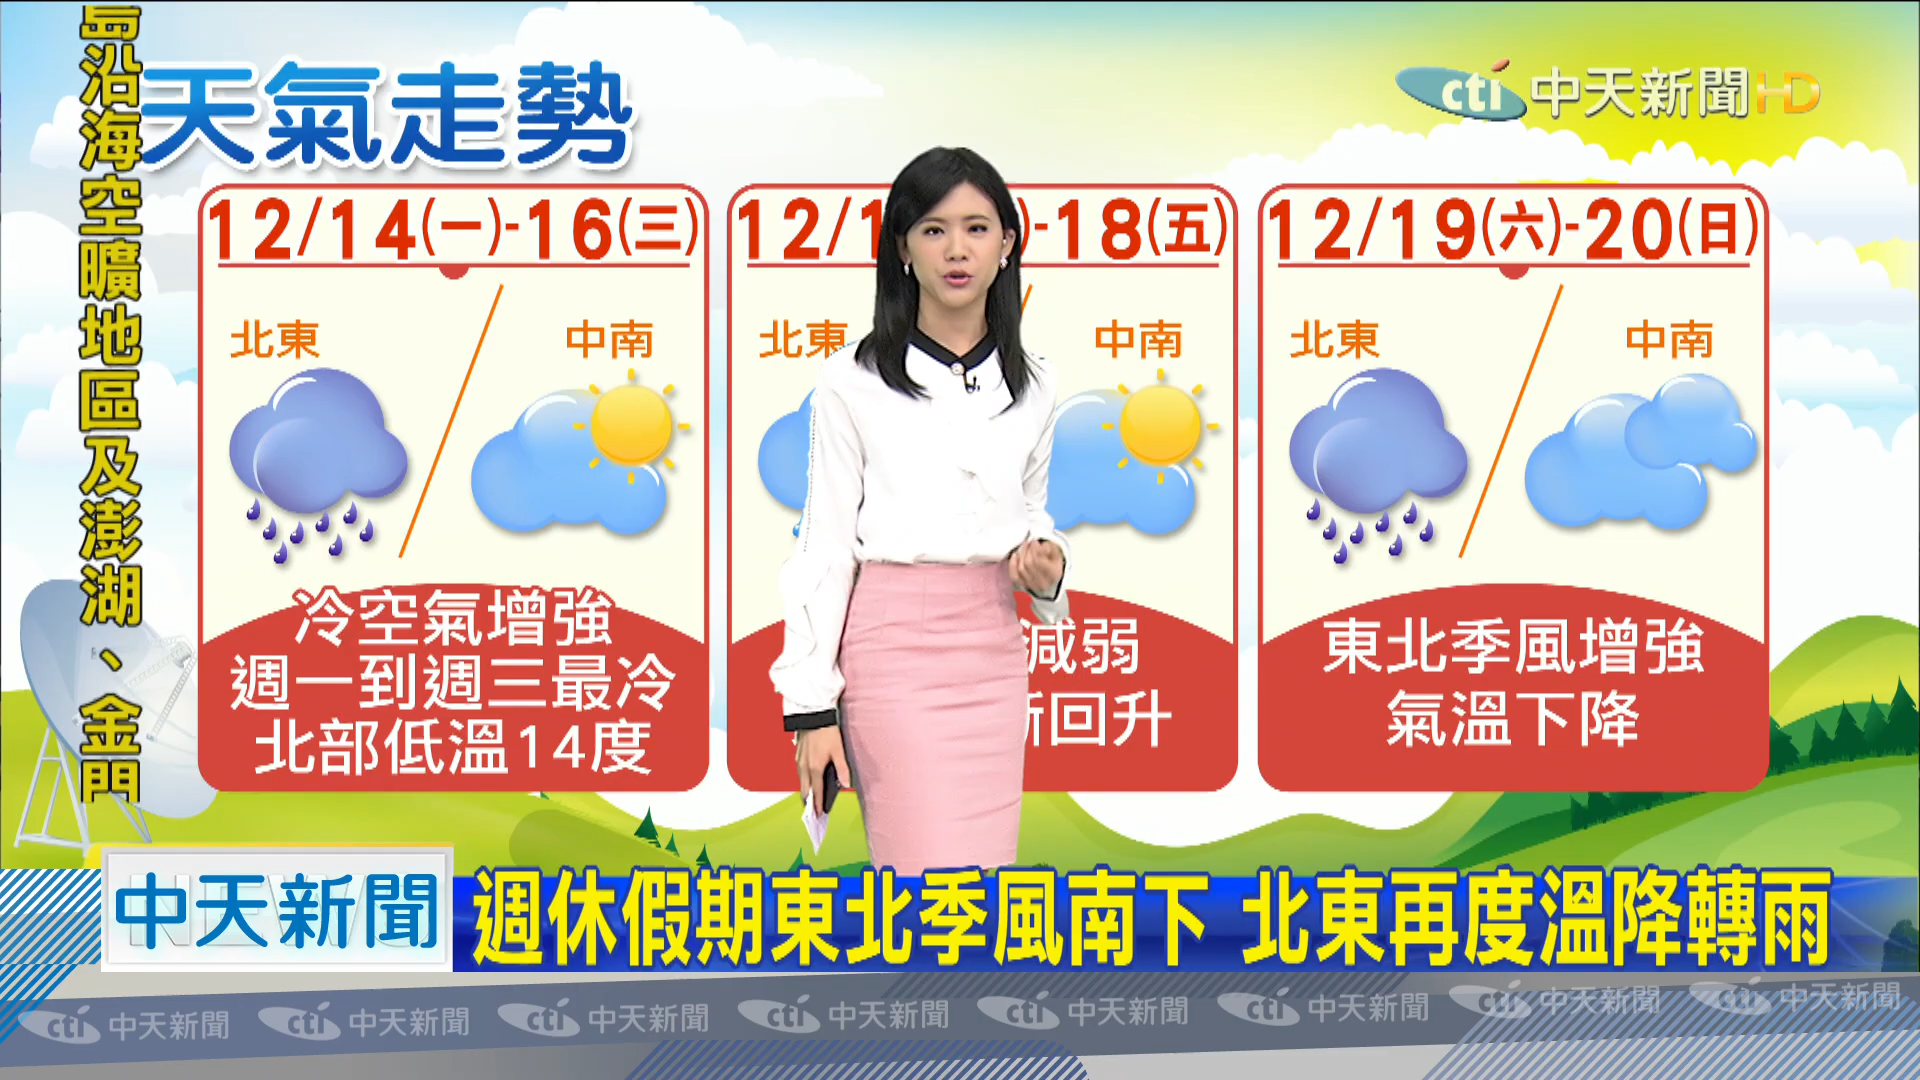 島沿海空曠地區及澎湖、金門
天氣走勢
cti 中天新聞HD
12/14(一)-16(三)
北東
中南
冷空氣增強
週一到週三最冷
北部低溫14度
12/1
)-18(五)
北東
中南
減弱
回升
12/19(六)-20(日)
北東
中南
東北季風增強
氣溫下降
中天新聞
週休假期東北季風南下 北東再度溫降轉雨
cti 中天新聞 cti 中天新聞 cti 中天新聞 cti 中天新聞 cti 中天新聞 cti 中天新聞 cti 中天新聞 cti 中天新聞